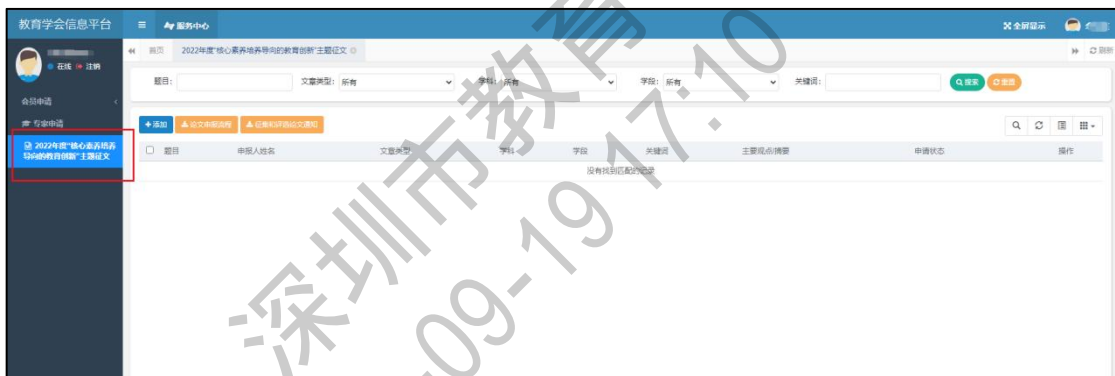 教育学会信息平台
服务中心
全屏显示
在线 注销
首页 2022年度"核心素养培养导向的教育创新"主题征文
刷新
会员申请
专家申请
2022年度"核心素养培养
导向的教育创新"主题征文
题目: 文章类型: 所有 学科: 所有 学段: 所有 关键词: 搜索 重置
+添加 论文申报流程 征集和评选论文通知
题目 申报人姓名 文章类型 学科 学段 关键词 主要观点/摘要 申请状态 操作
没有找到匹配的记录
深圳市教育
-09-19 17:10